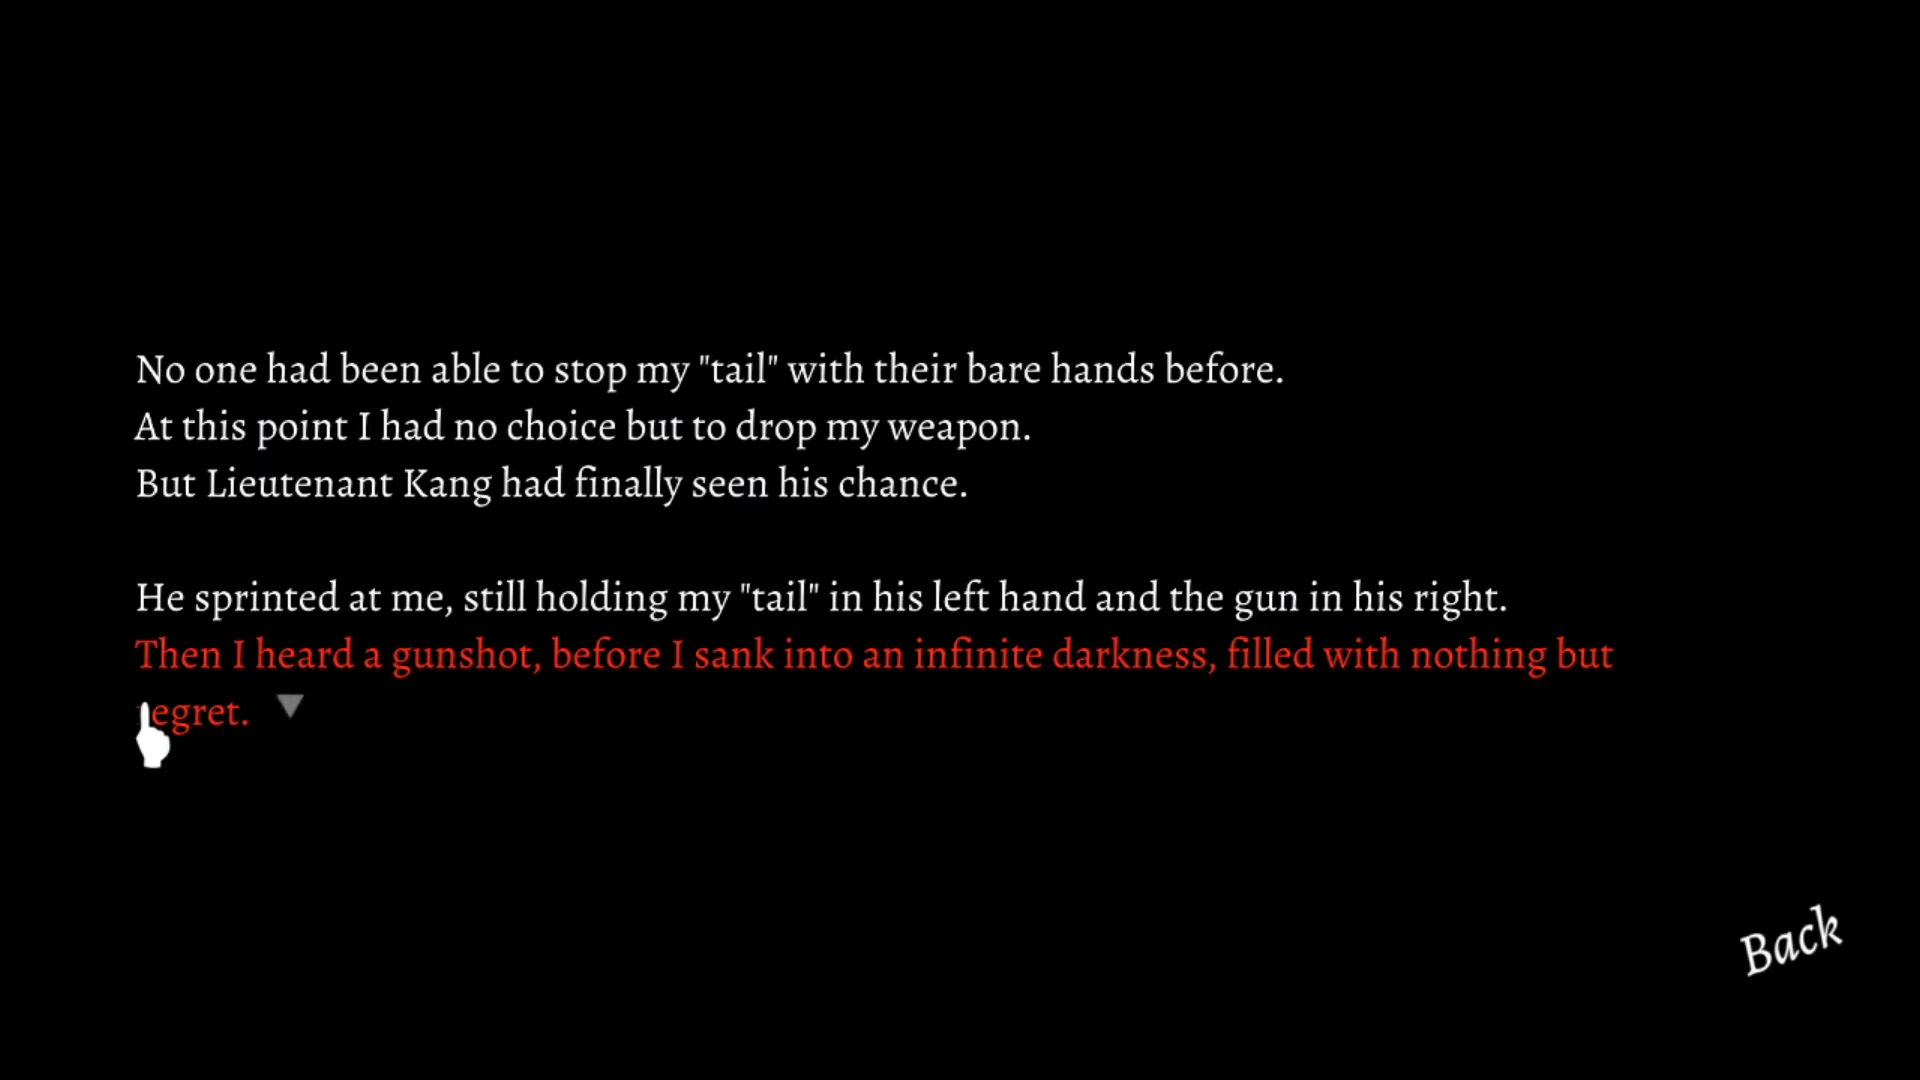 No one had been able to stop my "tail" with their bare hands before.
At this point I had no choice but to drop my weapon.
But Lieutenant Kang had finally seen his chance.
He sprinted at me, still holding my "tail" in his left hand and the gun in his right.
Then I heard a gunshot, before I sank into an infinite darkness, filled with nothing but
regret.
Back